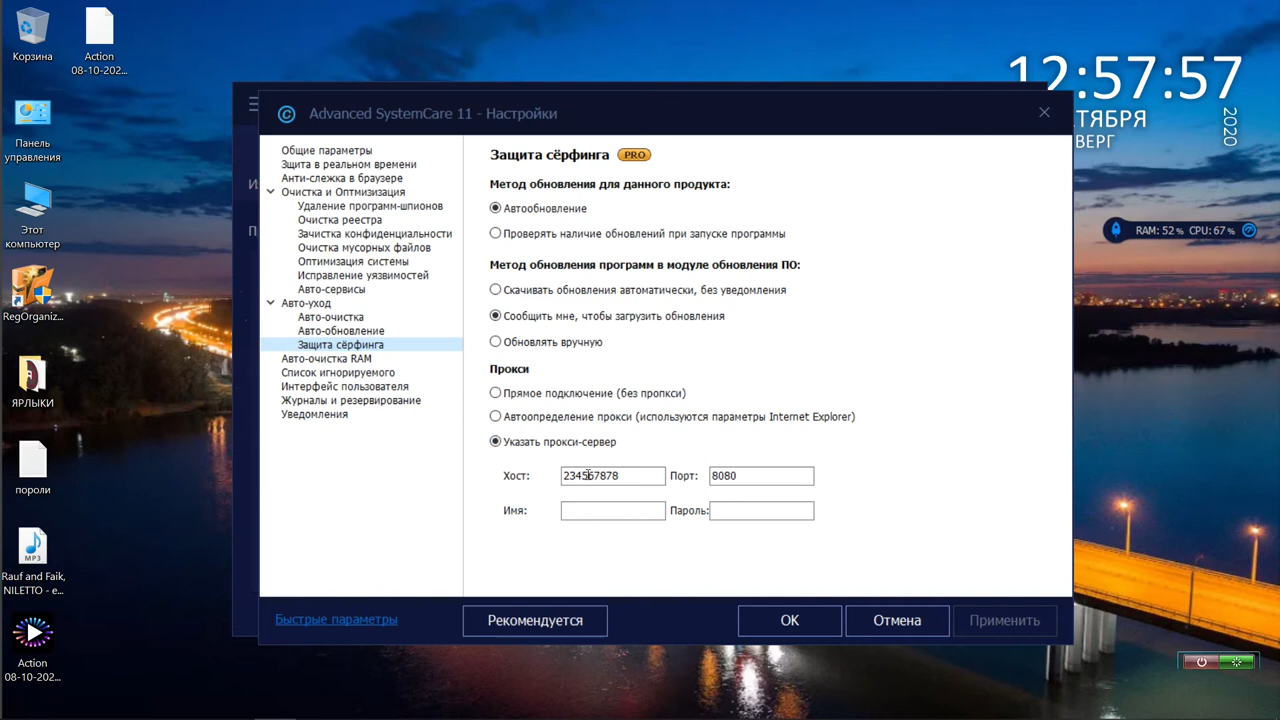 Корзина
Action
08-10-202...
Панель
управления
Этот
компьютер
RegOrganiz...
ЯРЛЫКИ
пороли
MP3
Rauf and Faik,
NILETTO - e...
Action
08-10-202...
12:57:57
ТЯБРЯ
ВЕРГ
2020
RAM: 52 % CPU: 67 %
Advanced SystemCare 11 - Настройки
Общие параметры
Зщита в реальном времени
Анти-слежка в браузере
Очистка и Оптмизизация
Удаление программ-шпионов
Очистка реестра
Зачистка конфиденциальности
Очистка мусорных файлов
Оптимизация системы
Исправление уязвимостей
Авто-сервисы
Авто-уход
Авто-очистка
Авто-обновление
Защита сёрфинга
Авто-очистка RAM
Список игнорируемого
Интерфейс пользователя
Журналы и резервирование
Уведомления
Защита сёрфинга PRO
Метод обновления для данного продукта:
Автообновление
Проверять наличие обновлений при запуске программы
Метод обновления программ в модуле обновления ПО:
Скачивать обновления автоматически, без уведомления
Сообщить мне, чтобы загрузить обновления
Обновлять вручную
Прокси
Прямое подключение (без пропкси)
Автоопределение прокси (используются параметры Internet Explorer)
Указать прокси-сервер
Хост: 234567878 Порт: 8080
Имя: Пароль:
Быстрые параметры
Рекомендуется
OK
Отмена
Применить